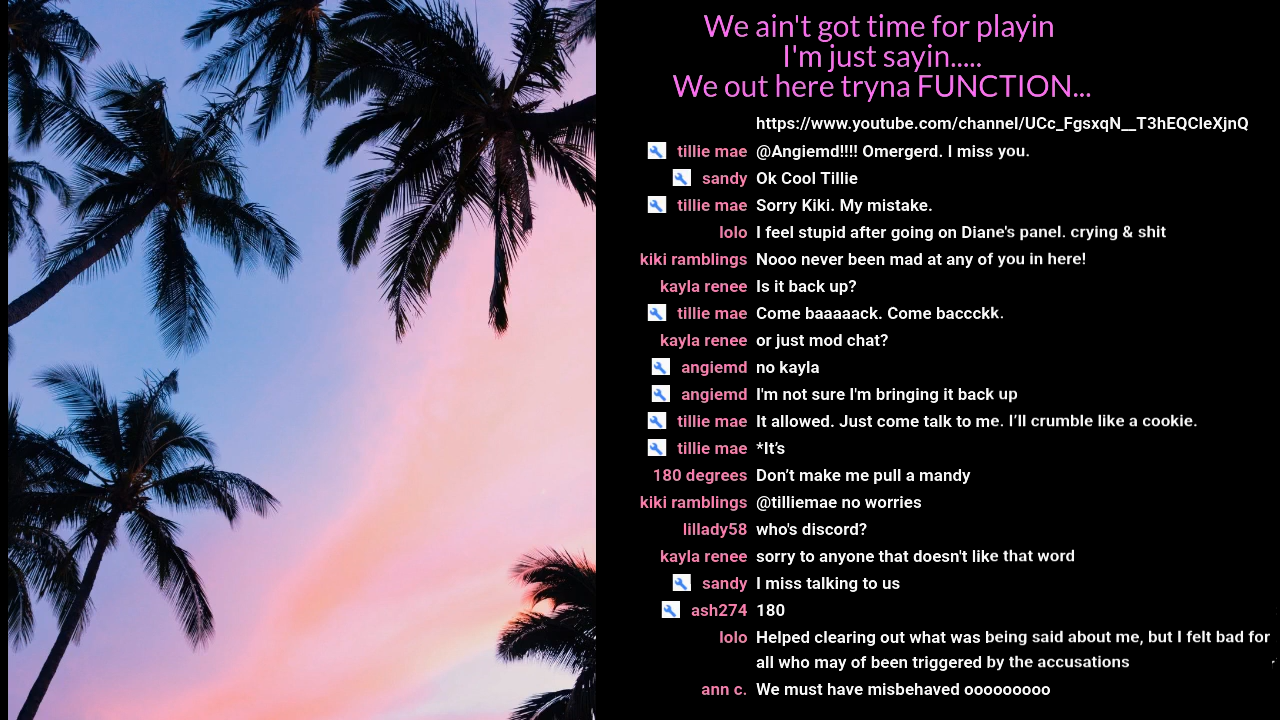 We ain't got time for playin
I'm just sayin.....
We out here tryna FUNCTION...
https://www.youtube.com/channel/UCc_FgsxqN__T3hEQCIeXjnQ
tillie mae @Angiemd!!!! Omergerd. I miss you.
sandy Ok Cool Tillie
tillie mae Sorry Kiki. My mistake.
lolo I feel stupid after going on Diane's panel. crying & shit
kiki ramblings Nooo never been mad at any of you in here!
kayla renee Is it back up?
tillie mae Come baaaaack. Come baccckk.
kayla renee or just mod chat?
angiemd no kayla
angiemd I'm not sure I'm bringing it back up
tillie mae It allowed. Just come talk to me. I’ll crumble like a cookie.
tillie mae *It’s
180 degrees Don’t make me pull a mandy
kiki ramblings @tilliemae no worries
lillady58 who's discord?
kayla renee sorry to anyone that doesn't like that word
sandy I miss talking to us
ash274 180
lolo Helped clearing out what was being said about me, but I felt bad for
all who may of been triggered by the accusations
ann c. We must have misbehaved ooooooooo